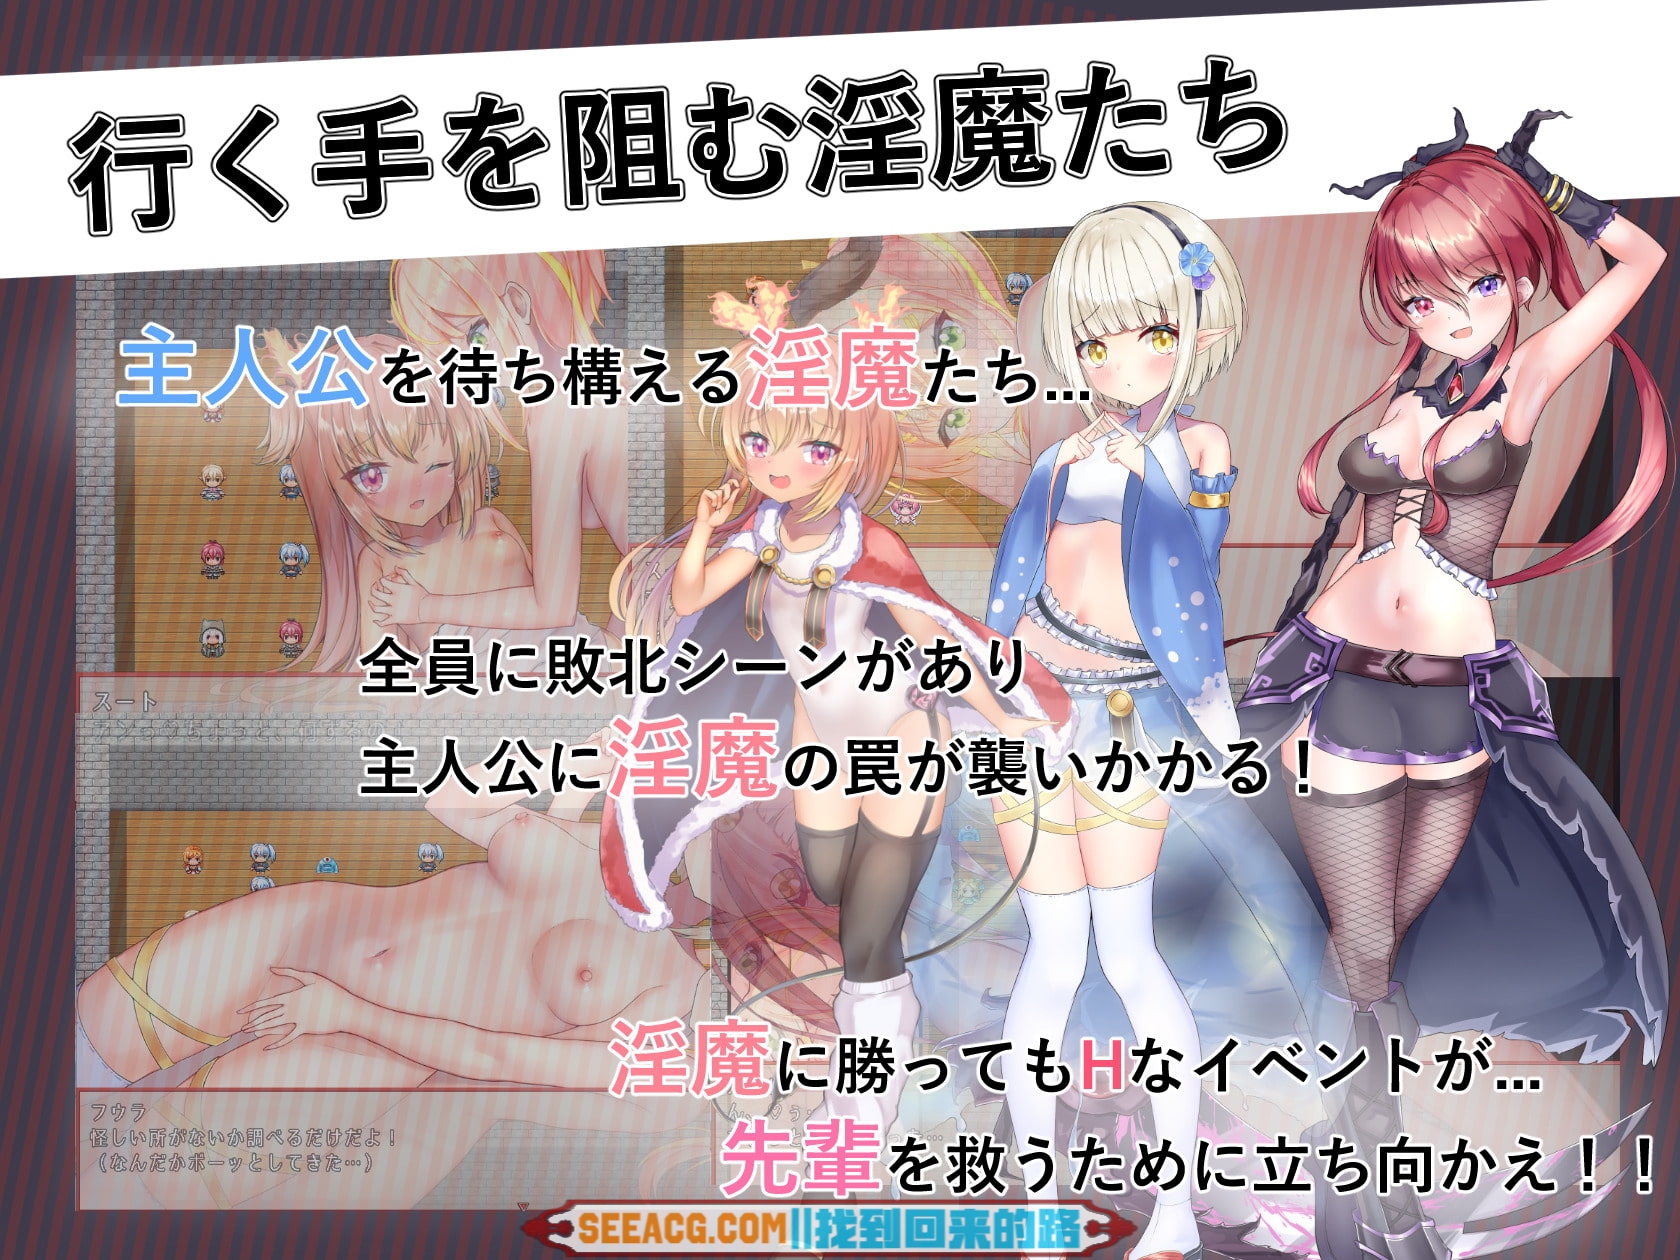 行く手を阻む淫魔たち
主人公を待ち構える淫魔たち...
全員に敗北シーンがあり
主人公に淫魔の罠が襲いかかる！
スート
淫魔に勝ってもHなイベントが...
フウラ
怪しい所がないか調べるだけだよ！
（なんだかボーッとしてきた…）
先輩を救うために立ち向かえ！！
SEEACG.COM||找到回来的路